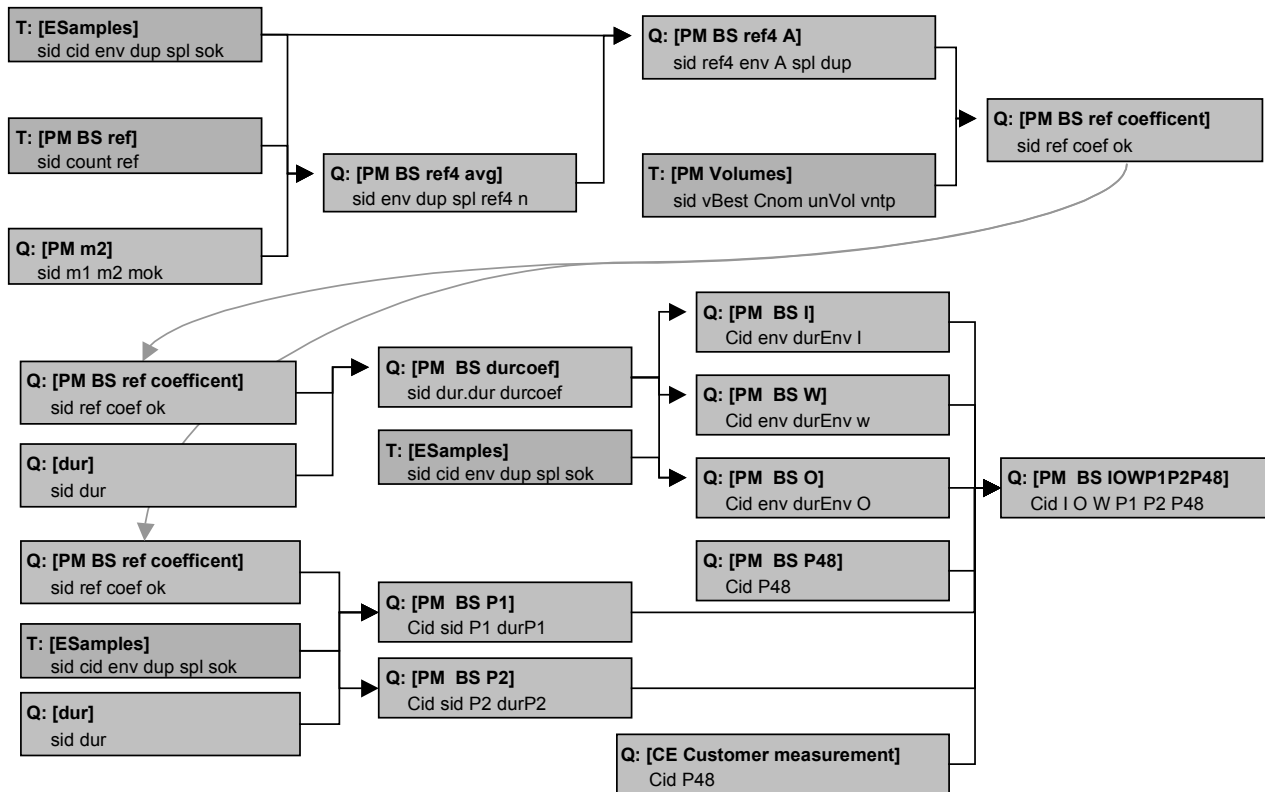 T: [ESamples]
sid cid env dup spl sok
Q: [PM BS ref4 A]
sid ref4 env A spl dup
T: [PM BS ref]
sid count ref
Q: [PM BS ref coefficent]
sid ref coef ok
Q: [PM BS ref4 avg]
sid env dup spl ref4 n
T: [PM Volumes]
sid vBest Cnom unVol vntp
Q: [PM m2]
sid m1 m2 mok
Q: [PM BS I]
Cid env durEnv I
Q: [PM BS ref coefficent]
sid ref coef ok
Q: [PM BS durcoef]
sid dur.dur durcoef
Q: [PM BS W]
Cid env durEnv w
Q: [dur]
sid dur
T: [ESamples]
sid cid env dup spl sok
Q: [PM BS O]
Cid env durEnv O
Q: [PM BS IOWP1P2P48]
Cid I O W P1 P2 P48
Q: [PM BS ref coefficent]
sid ref coef ok
Q: [PM BS P48]
Cid P48
Q: [PM BS P1]
Cid sid P1 durP1
T: [ESamples]
sid cid env dup spl sok
Q: [PM BS P2]
Cid sid P2 durP2
Q: [dur]
sid dur
Q: [CE Customer measurement]
Cid P48